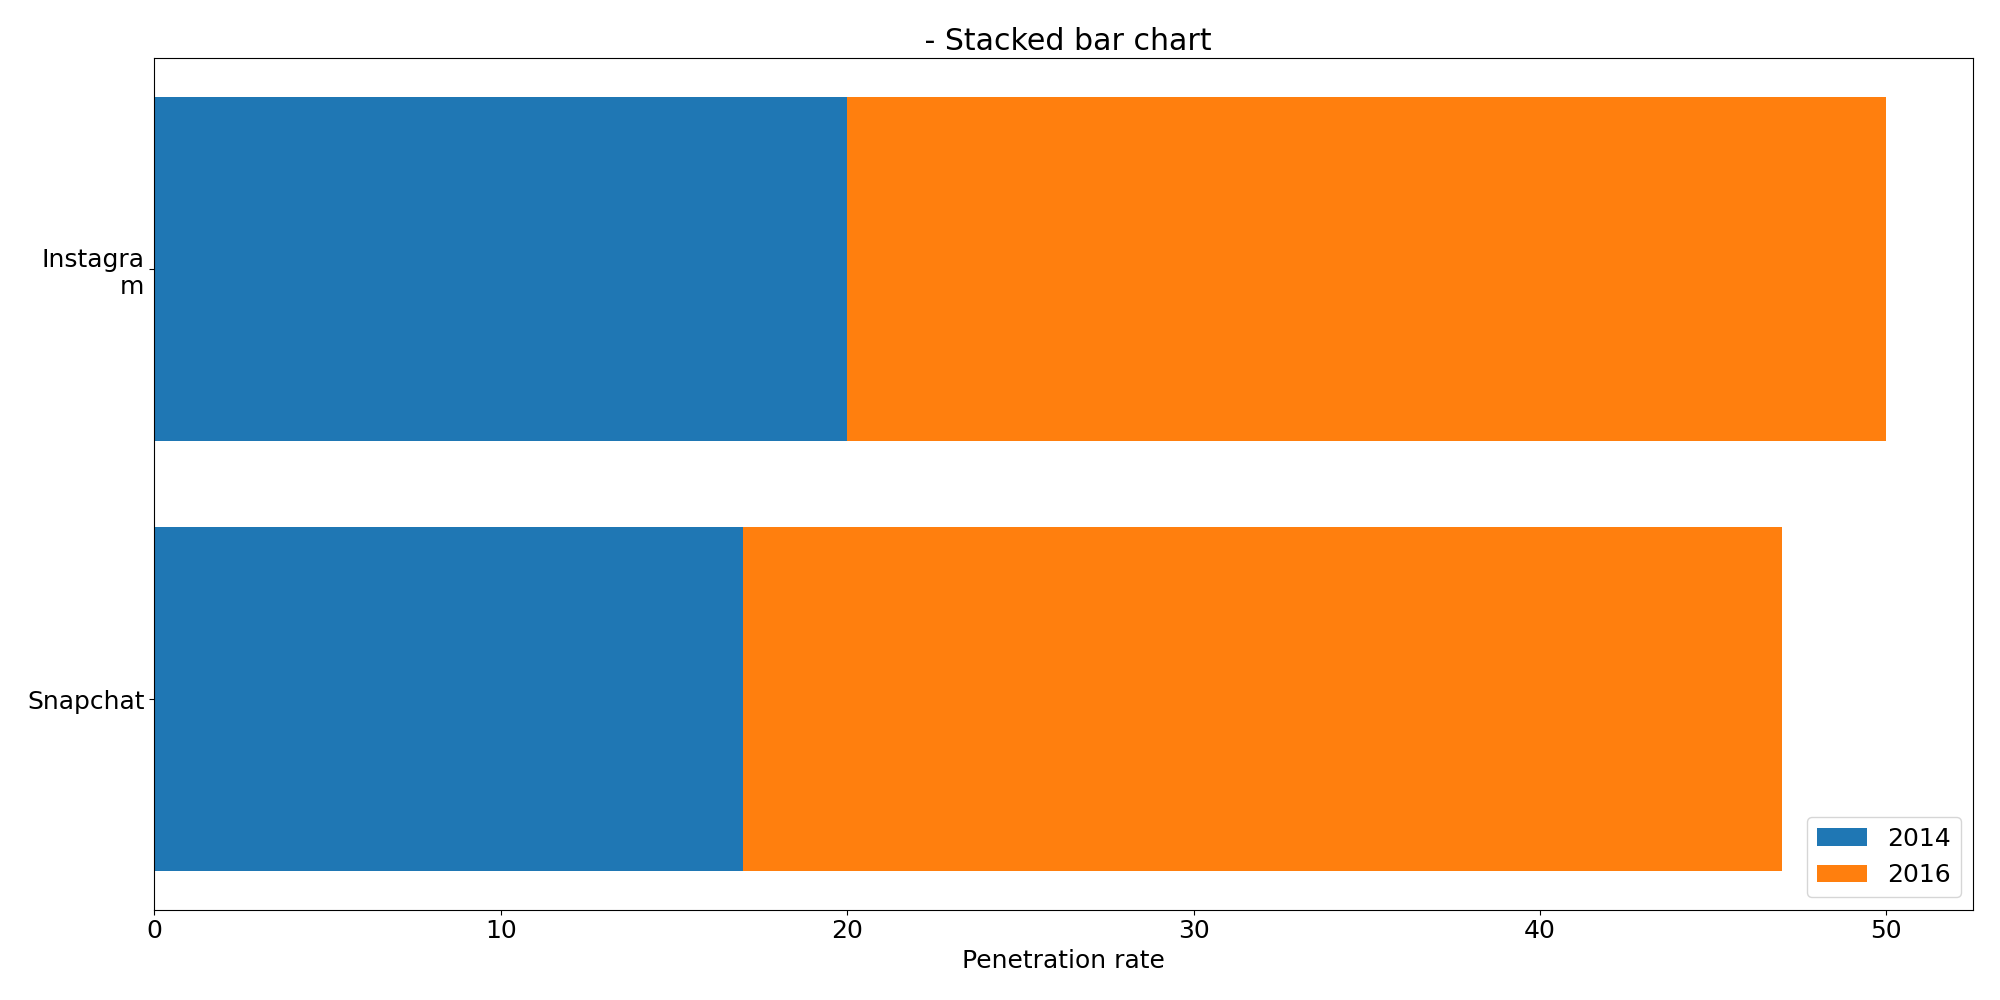 - Stacked bar chart
Instagra
m
Snapchat
0 10 20 30 40 50
Penetration rate
2014
2016